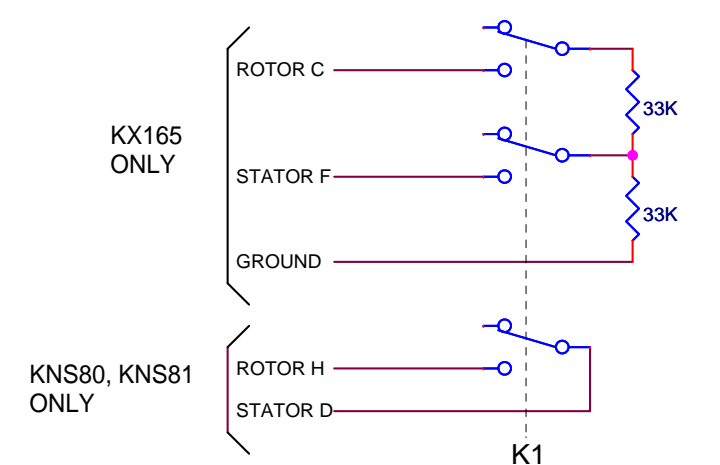 ROTOR C
33K
KX165
ONLY
STATOR F
33K
GROUND
KNS80, KNS81
ONLY
ROTOR H
STATOR D
K1